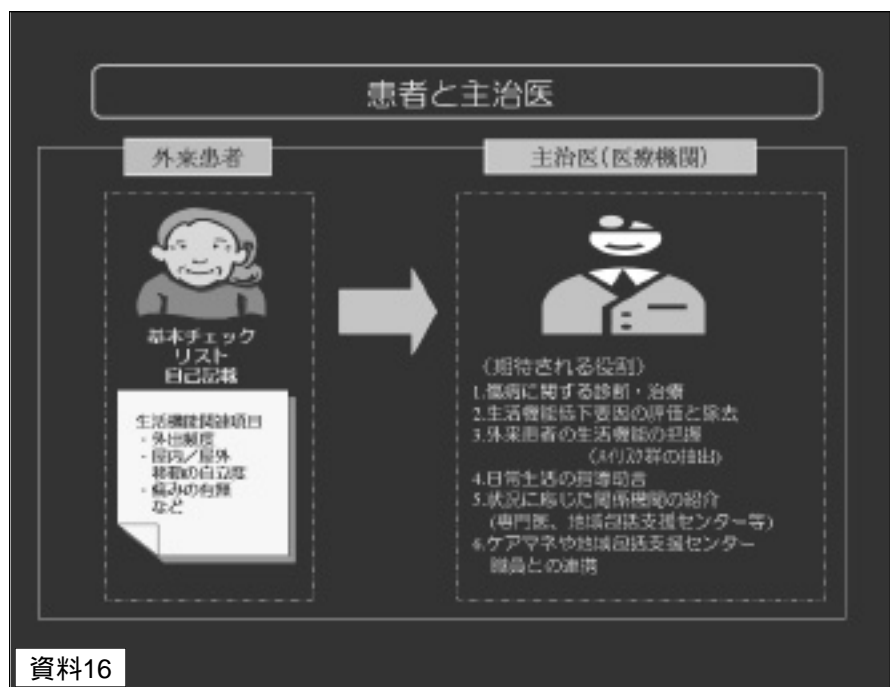 患者と主治医
外来患者
基本チェック
リスト
自己記載
生活機能関連項目
・外出頻度
・屋内／屋外
移動の自立度
・痛みの有無
など
主治医(医療機関)
(期待される役割)
1.傷病に関する診断・治療
2.生活機能低下要因の評価と除去
3.外来患者の生活機能の把握
(ﾊｲﾘｽｸ群の抽出)
4.日常生活の指導助言
5.状況に応じた関係機関の紹介
(専門医、地域包括支援センター等)
6.ケアマネや地域包括支援センター
職員との連携
資料16